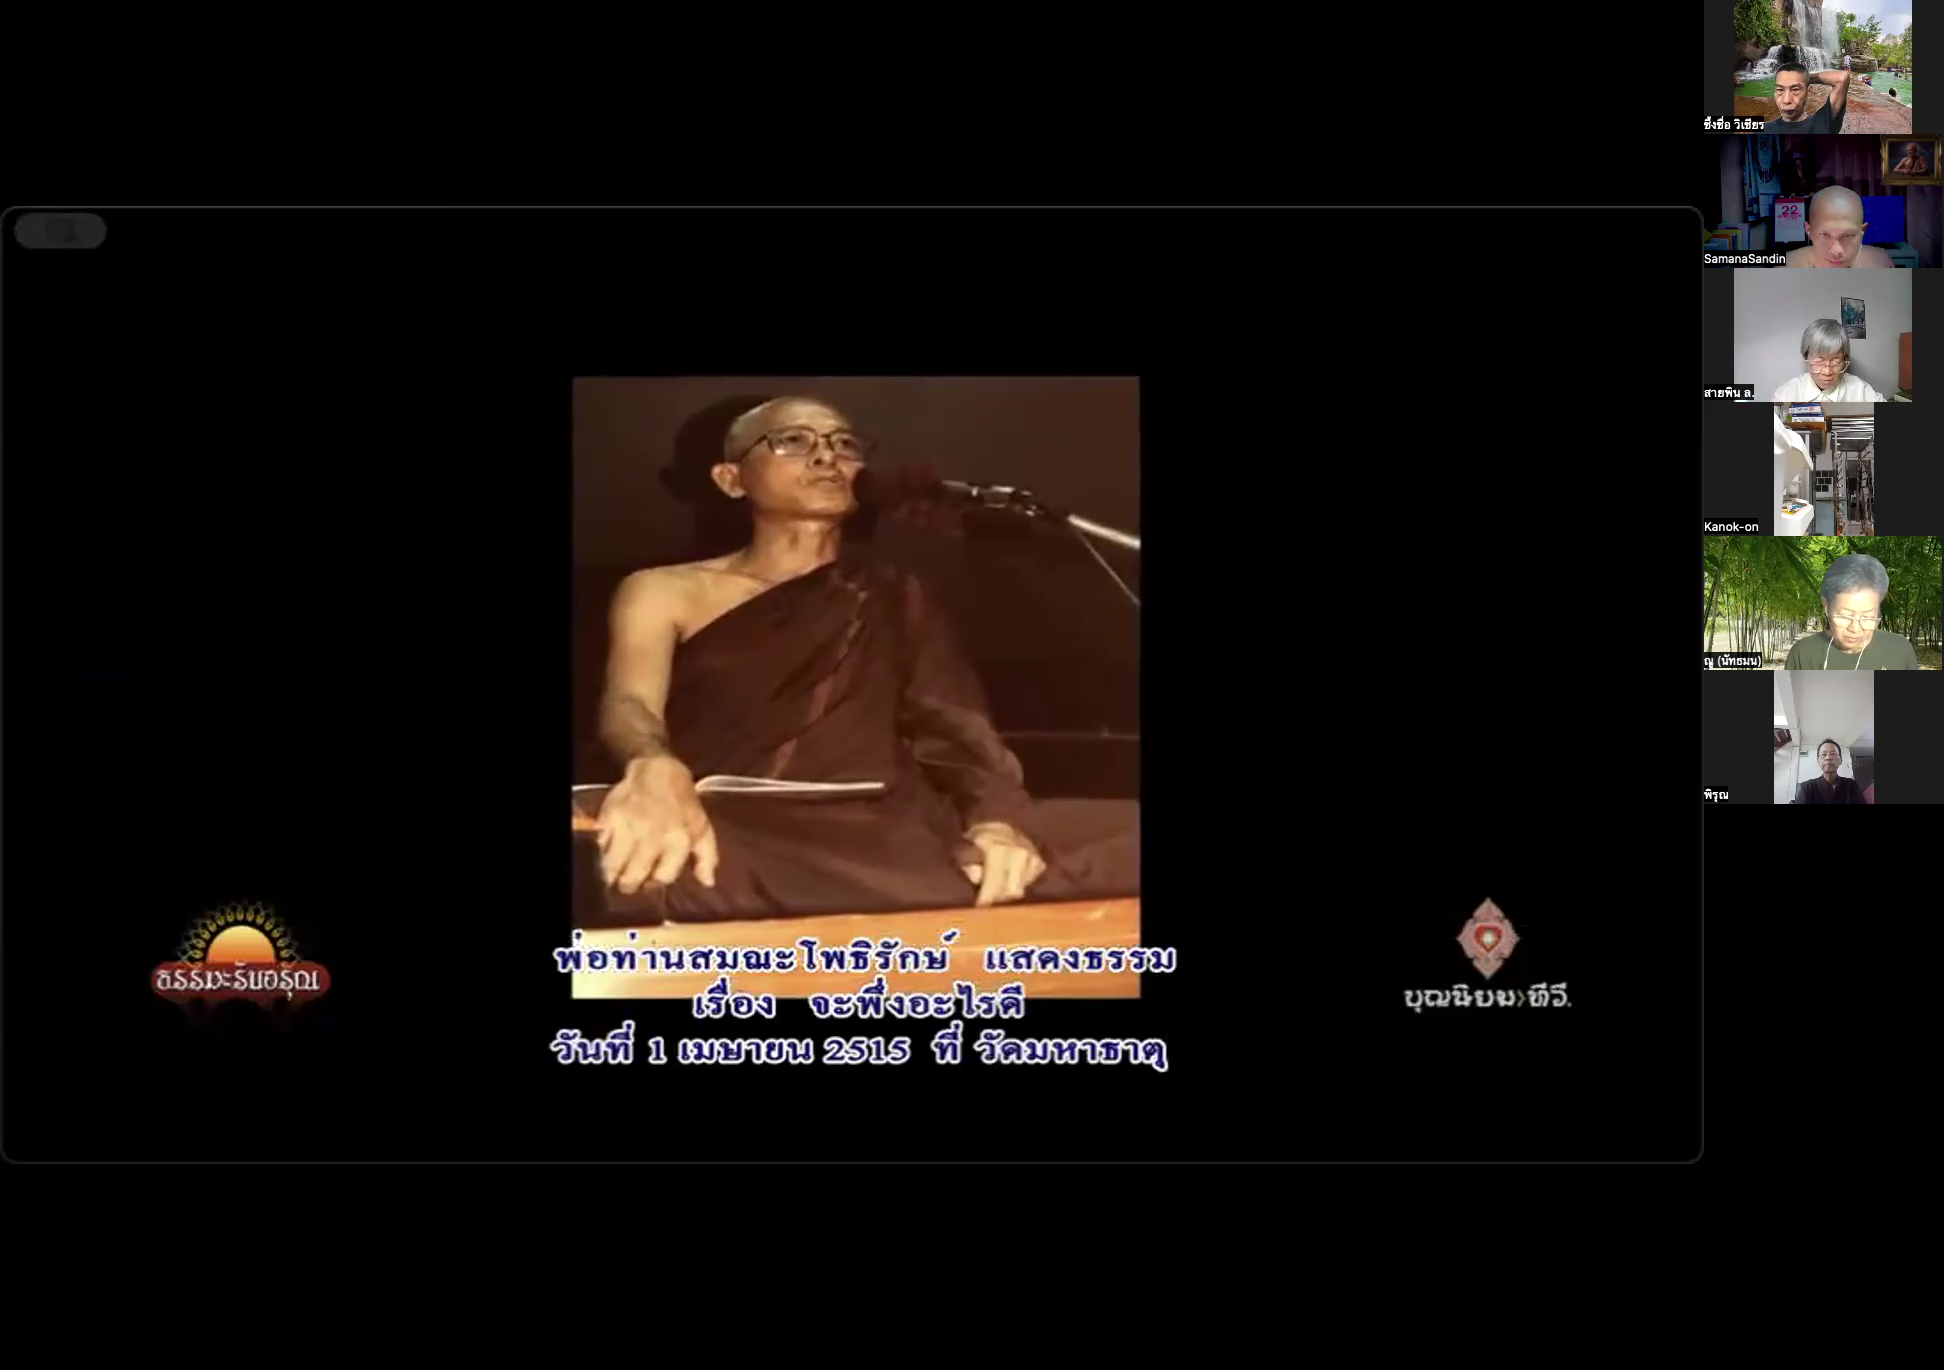 พ่อท่านสมณะโพธิรักษ์ แสดงธรรม
เรื่อง จะพึ่งอะไรดี
วันที่ 1 เมษายน 2515 ที่ วัดมหาธาตุ
ธรรมะรับอรุณ
บุญนิยม ทีวี.
ซึ้งซื่อ วิเชียร
22
SamanaSandin
สายพิน ล.
Kanok-on
ณู (นัทธมน)
พิรุณ